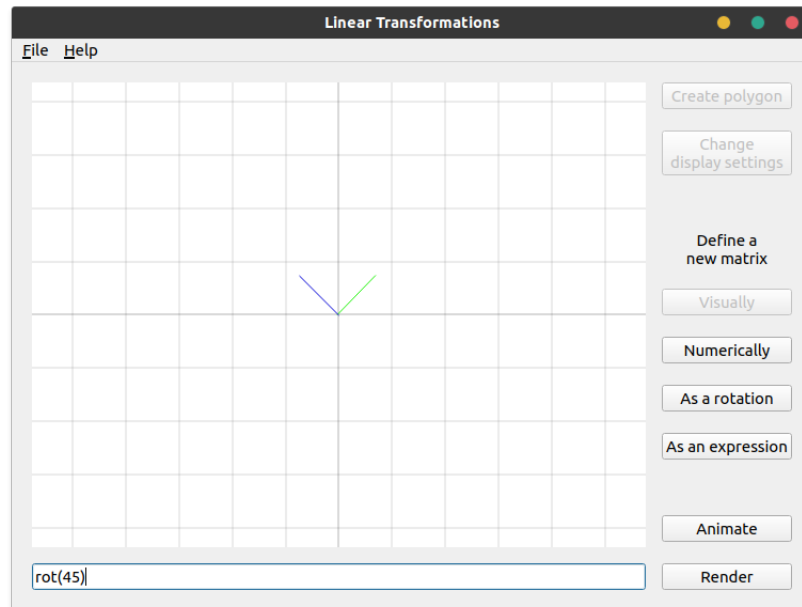 Linear Transformations
File Help
Create polygon
Change
display settings
Define a
new matrix
Visually
Numerically
As a rotation
As an expression
Animate
rot(45)
Render